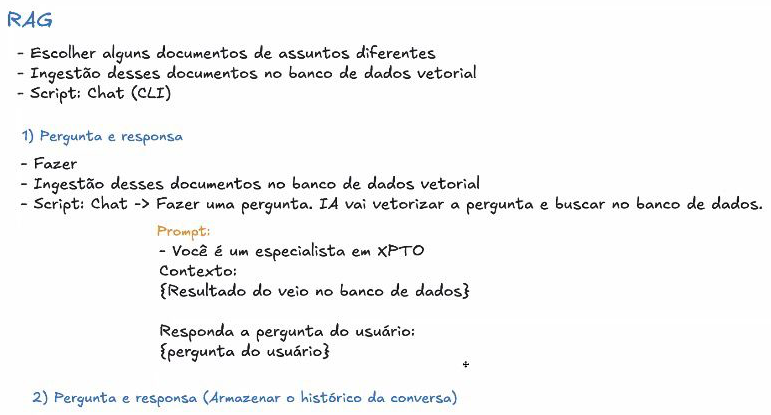 RAG
- Escolher alguns documentos de assuntos diferentes
- Ingestão desses documentos no banco de dados vetorial
- Script: Chat (CLI)
1) Pergunta e responsa
- Fazer
- Ingestão desses documentos no banco de dados vetorial
- Script: Chat -> Fazer uma pergunta. IA vai vetorizar a pergunta e buscar no banco de dados.
Prompt:
- Você é um especialista em XPTO
Contexto:
{Resultado do veio no banco de dados}
Responda a pergunta do usuário:
{pergunta do usuário}
2) Pergunta e responsa (Armazenar o histórico da conversa)